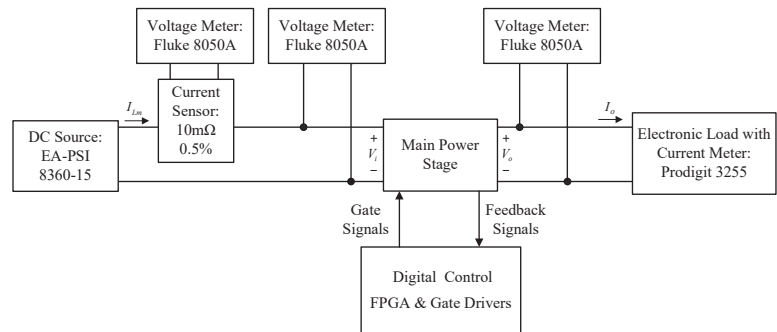 Voltage Meter:
Fluke 8050A
Voltage Meter:
Fluke 8050A
Voltage Meter:
Fluke 8050A
I_{Lm}
Current
Sensor:
10mΩ
0.5%
I_o
DC Source:
EA-PSI
8360-15
+
V_i
−
Main Power
Stage
+
V_o
−
Electronic Load with
Current Meter:
Prodigit 3255
Gate
Signals
Feedback
Signals
Digital Control
FPGA & Gate Drivers